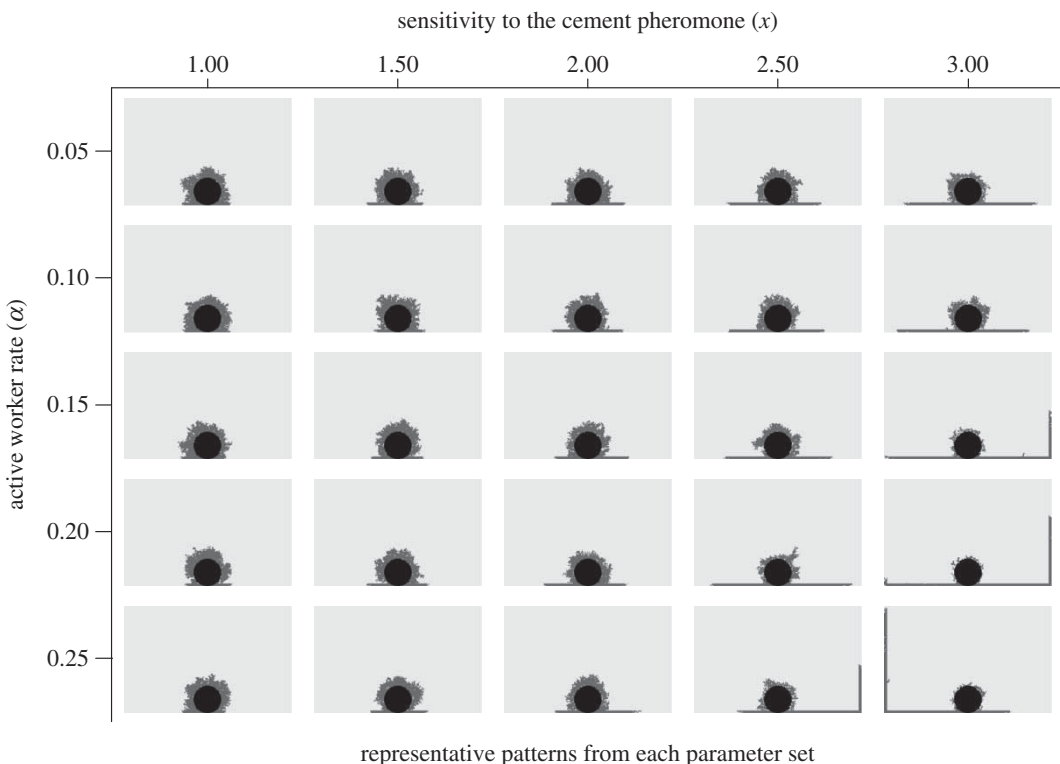 sensitivity to the cement pheromone (x)
1.00 1.50 2.00 2.50 3.00
0.05
0.10
0.15
0.20
0.25
active worker rate (α)
representative patterns from each parameter set